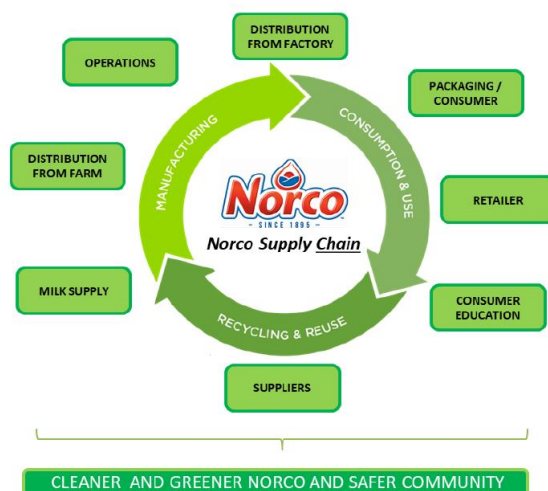 DISTRIBUTION
FROM FACTORY
OPERATIONS
PACKAGING /
CONSUMER
MANUFACTURING
CONSUMPTION & USE
DISTRIBUTION
FROM FARM
Norco
- SINCE 1895 -
Norco Supply Chain
RETAILER
MILK SUPPLY
CONSUMER
EDUCATION
RECYCLING & REUSE
SUPPLIERS
CLEANER AND GREENER NORCO AND SAFER COMMUNITY